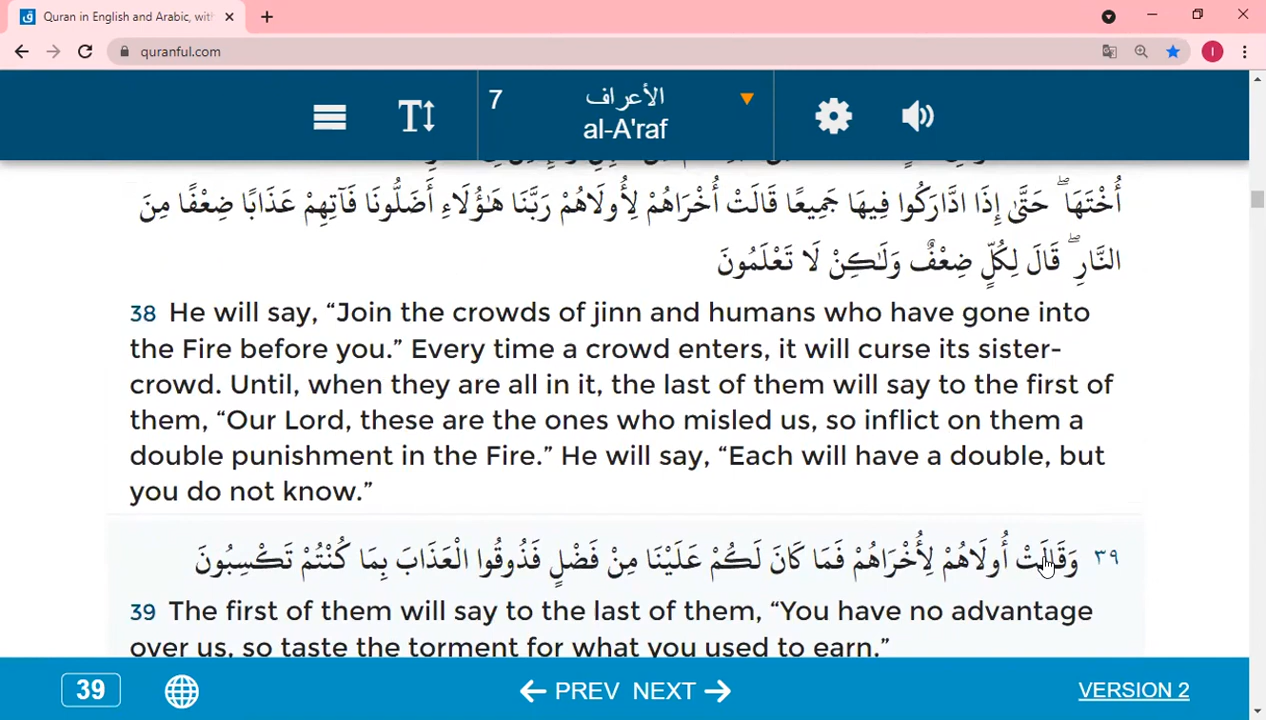 Quran in English and Arabic, with
quranful.com
I
7
الأعراف
al-A'raf
أُخْتَهَا ۖ حَتَّىٰ إِذَا ادَّارَكُوا فِيهَا جَمِيعًا قَالَتْ أُخْرَاهُمْ لِأُولَاهُمْ رَبَّنَا هَـٰؤُلَاءِ أَضَلُّونَا فَآتِهِمْ عَذَابًا ضِعْفًا مِنَ
النَّارِ ۖ قَالَ لِكُلٍّ ضِعْفٌ وَلَـٰكِنْ لَا تَعْلَمُونَ
38 He will say, “Join the crowds of jinn and humans who have gone into
the Fire before you.” Every time a crowd enters, it will curse its sister-
crowd. Until, when they are all in it, the last of them will say to the first of
them, “Our Lord, these are the ones who misled us, so inflict on them a
double punishment in the Fire.” He will say, “Each will have a double, but
you do not know.”
٣٩ وَقَالَتْ أُولَاهُمْ لِأُخْرَاهُمْ فَمَا كَانَ لَكُمْ عَلَيْنَا مِنْ فَضْلٍ فَذُوقُوا الْعَذَابَ بِمَا كُنْتُمْ تَكْسِبُونَ
39 The first of them will say to the last of them, “You have no advantage
over us, so taste the torment for what you used to earn.”
39
PREV NEXT
VERSION 2